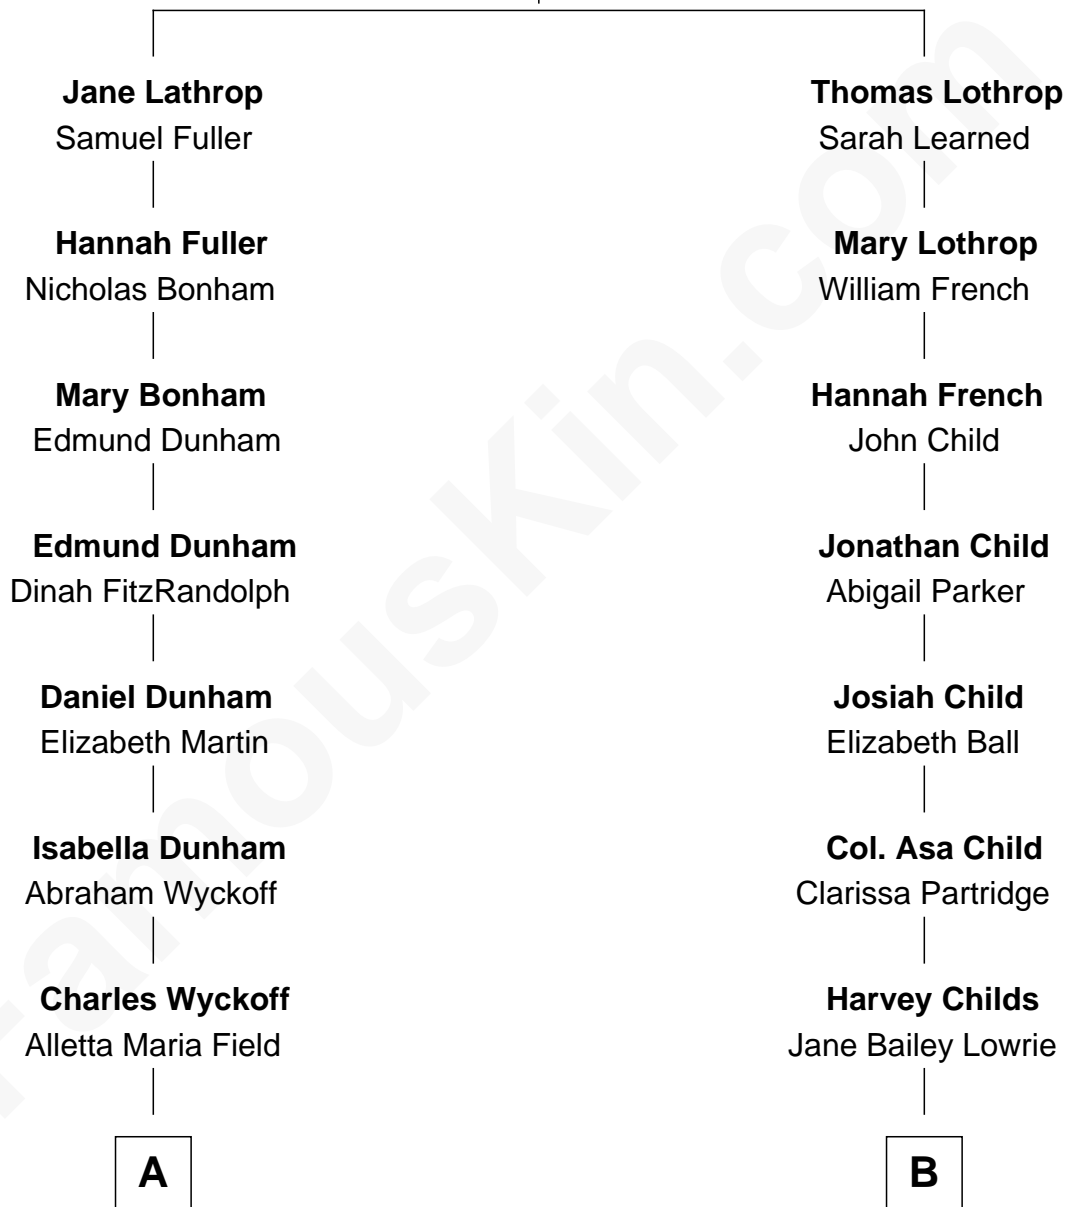 Jane Lathrop
Samuel Fuller
Hannah Fuller
Nicholas Bonham
Mary Bonham
Edmund Dunham
Edmund Dunham
Dinah FitzRandolph
Daniel Dunham
Elizabeth Martin
Isabella Dunham
Abraham Wyckoff
Charles Wyckoff
Alletta Maria Field
A
Thomas Lothrop
Sarah Learned
Mary Lothrop
William French
Hannah French
John Child
Jonathan Child
Abigail Parker
Josiah Child
Elizabeth Ball
Col. Asa Child
Clarissa Partridge
Harvey Childs
Jane Bailey Lowrie
B
FamousKin.com